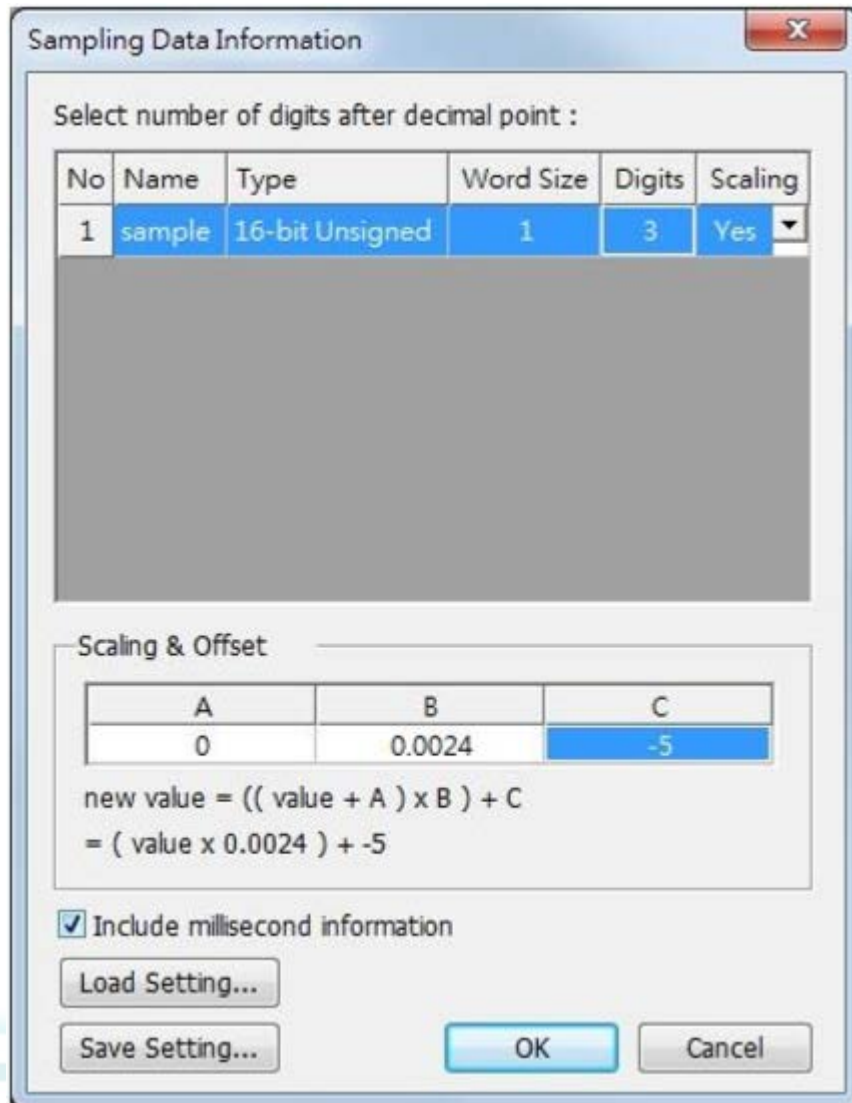 Sampling Data Information
Select number of digits after decimal point :
No Name Type Word Size Digits Scaling
1 sample 16-bit Unsigned 1 3 Yes
Scaling & Offset
A B C
0 0.0024 -5
new value = (( value + A ) x B ) + C
= ( value x 0.0024 ) + -5
Include millisecond information
Load Setting...
Save Setting... OK Cancel